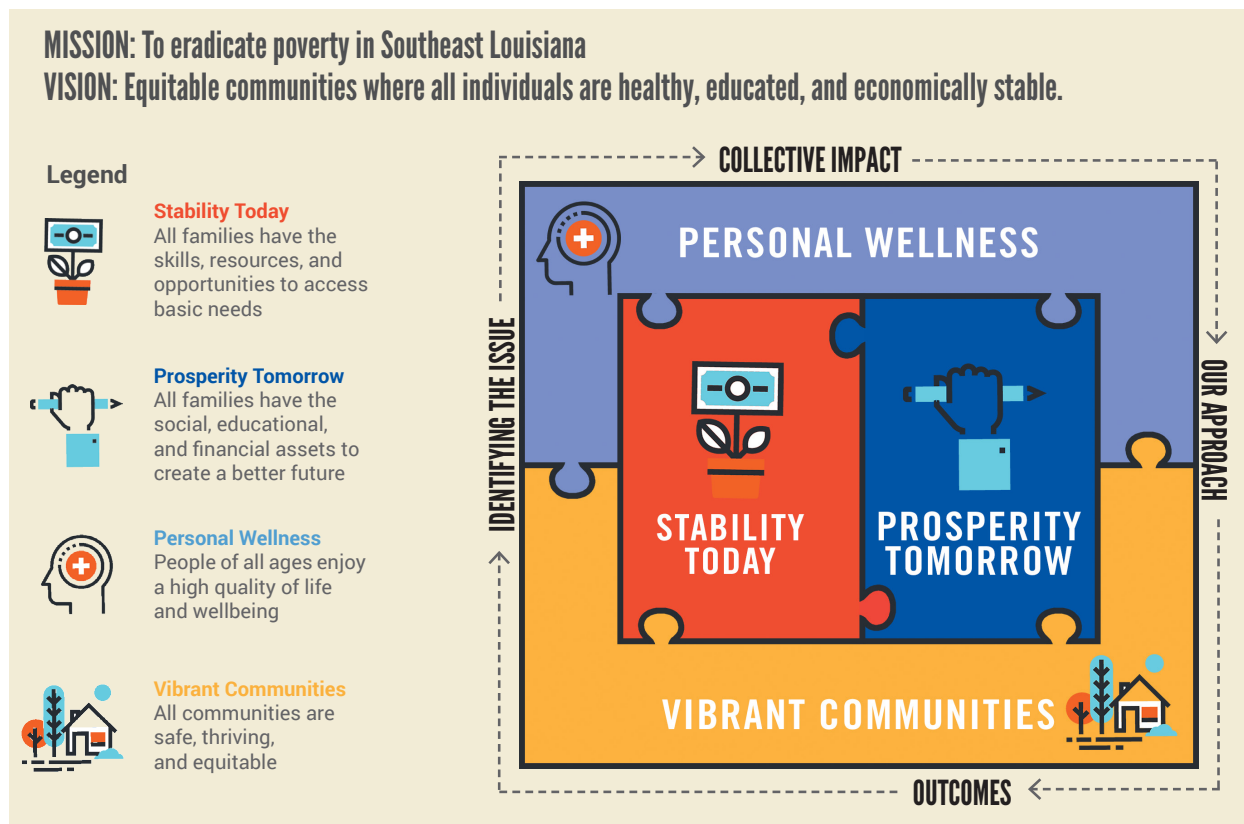 MISSION: To eradicate poverty in Southeast Louisiana
VISION: Equitable communities where all individuals are healthy, educated, and economically stable.
Legend
Stability Today
All families have the
skills, resources, and
opportunities to access
basic needs
Prosperity Tomorrow
All families have the
social, educational,
and financial assets to
create a better future
Personal Wellness
People of all ages enjoy
a high quality of life
and wellbeing
Vibrant Communities
All communities are
safe, thriving,
and equitable
COLLECTIVE IMPACT
IDENTIFYING THE ISSUE
OUR APPROACH
OUTCOMES
PERSONAL WELLNESS
STABILITY
TODAY
PROSPERITY
TOMORROW
VIBRANT COMMUNITIES